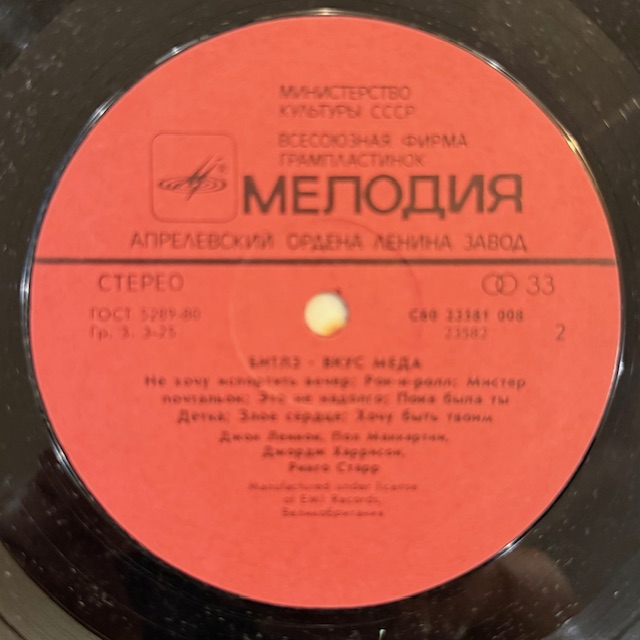 МИНИСТЕРСТВО
КУЛЬТУРЫ СССР
ВСЕСОЮЗНАЯ ФИРМА
ГРАМПЛАСТИНОК
МЕЛОДИЯ
АПРЕЛЕВСКИЙ ОРДЕНА ЛЕНИНА ЗАВОД
СТЕРЕО 33
ГОСТ 5289-80 С60 23581 008
Гр. 3. 3-25 23582 2
БИТЛЗ - ВКУС МЕДА
Не хочу испортить вечер; Рок-н-ролл; Мистер
почтальон; Это не надолго; Пока была ты
Детка; Злое сердце; Хочу быть твоим
Джон Леннон, Пол Маккартни,
Джордж Харрисон,
Ринго Старр
Manufactured under license
of EMI Records,
Великобритания